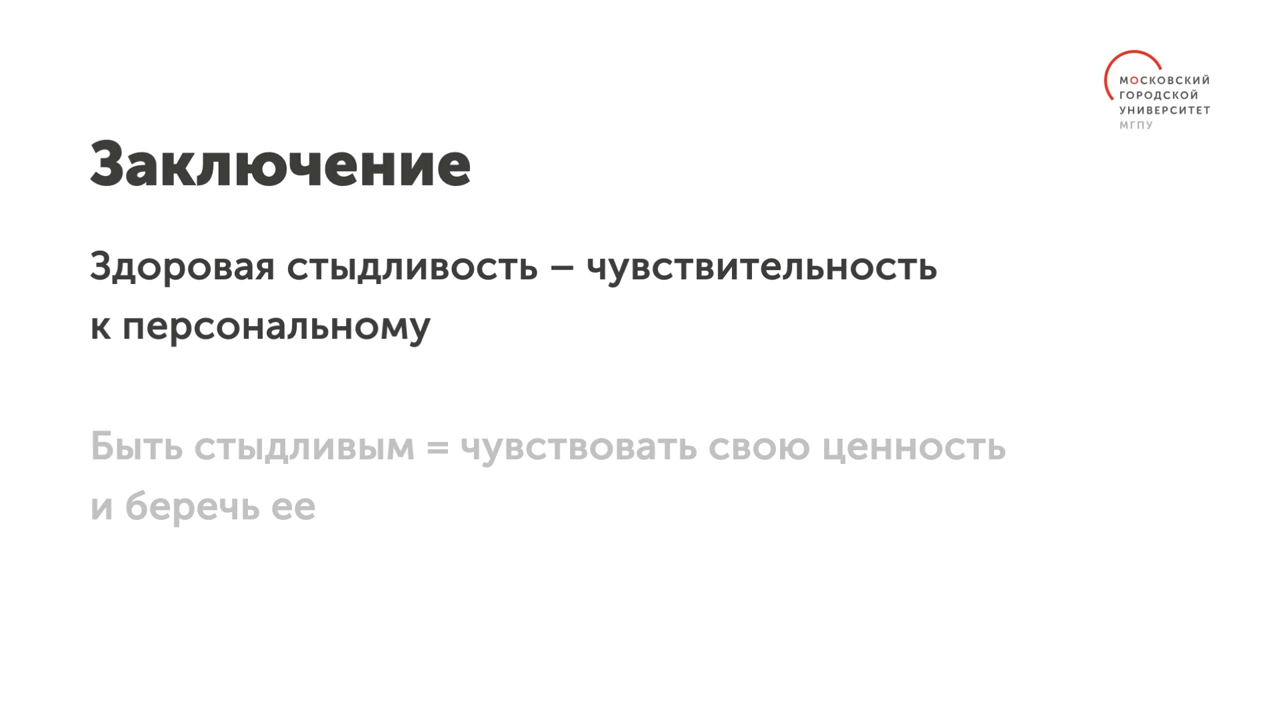 МОСКОВСКИЙ
ГОРОДСКОЙ
УНИВЕРСИТЕТ
МГПУ
Заключение
Здоровая стыдливость – чувствительность
к персональному
Быть стыдливым = чувствовать свою ценность
и беречь ее